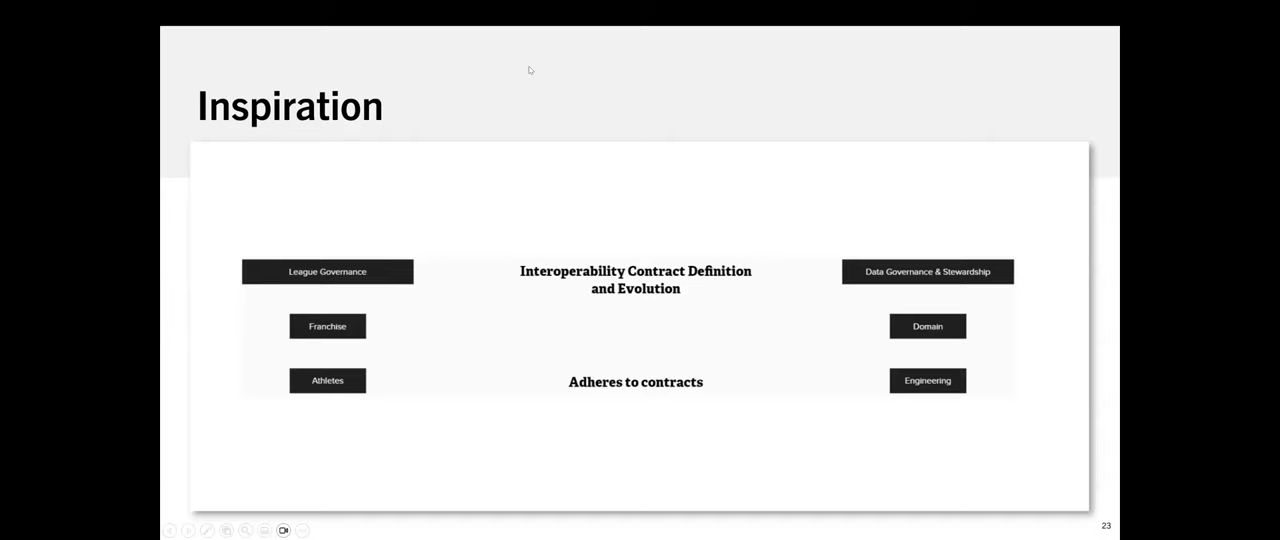 Inspiration
League Governance
Interoperability Contract Definition
and Evolution
Data Governance & Stewardship
Franchise
Domain
Athletes
Adheres to contracts
Engineering
23